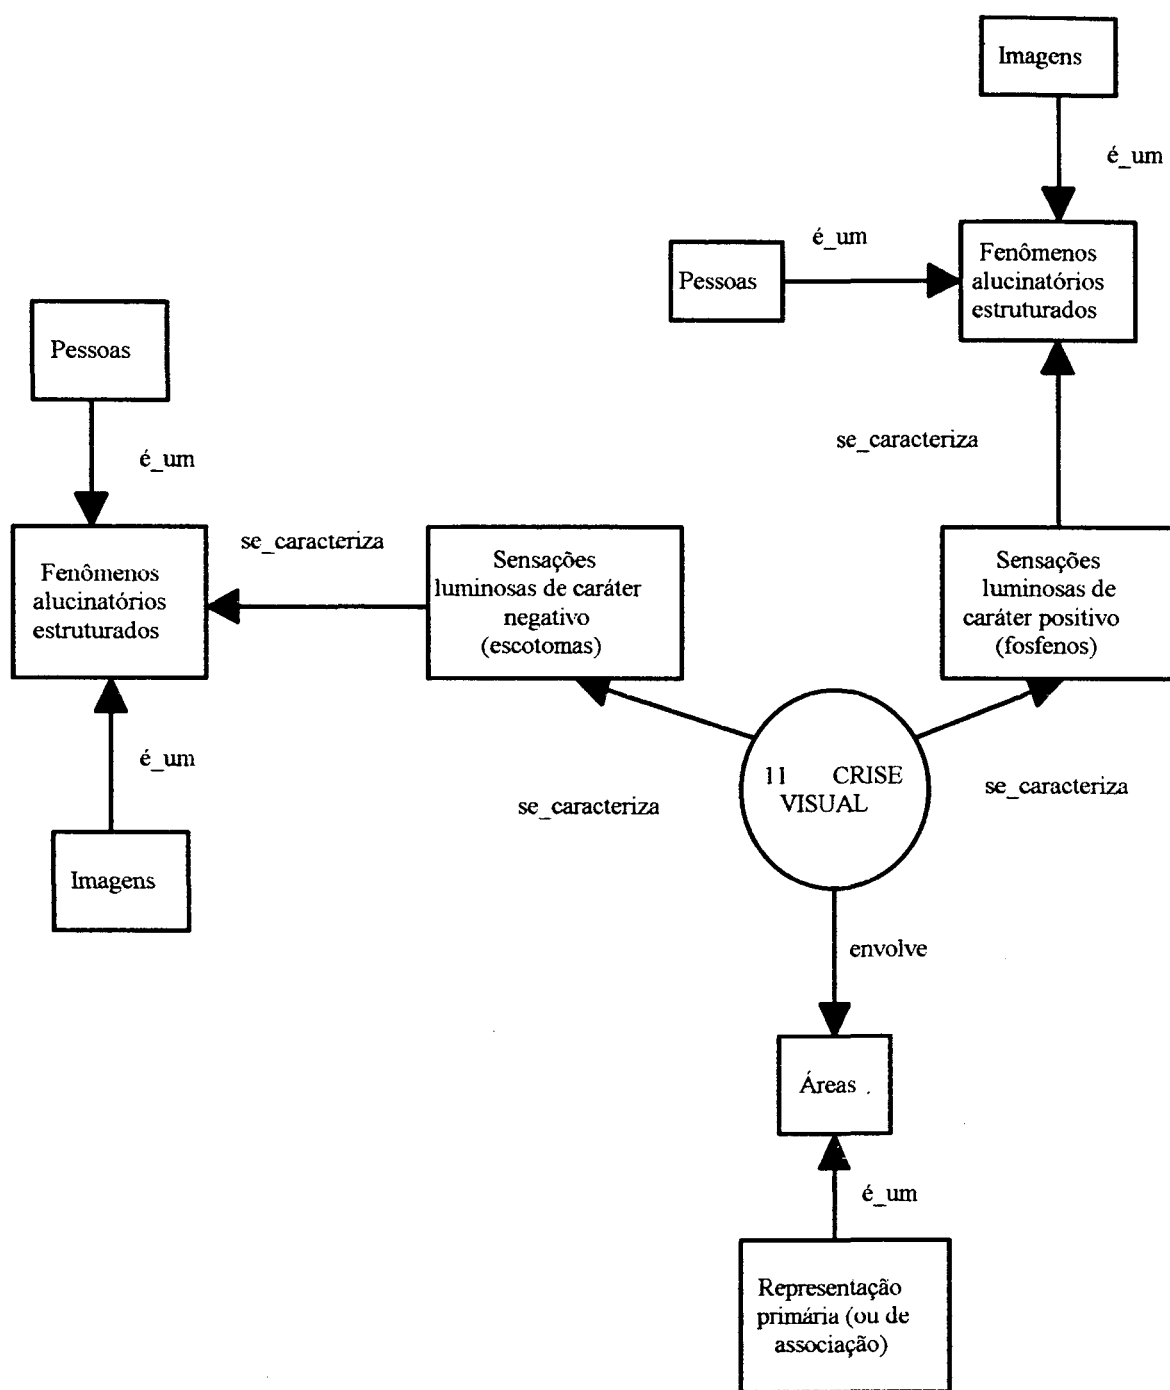 Imagens
é_um
é_um
Pessoas
Fenômenos
alucinatórios
estruturados
Pessoas
se_caracteriza
é_um
se_caracteriza
Fenômenos
alucinatórios
estruturados
Sensações
luminosas de caráter
negativo
(escotomas)
Sensações
luminosas de
caráter positivo
(fosfenos)
é_um
11 CRISE
VISUAL
se_caracteriza
se_caracteriza
Imagens
envolve
Áreas
é_um
Representação
primária (ou de
associação)